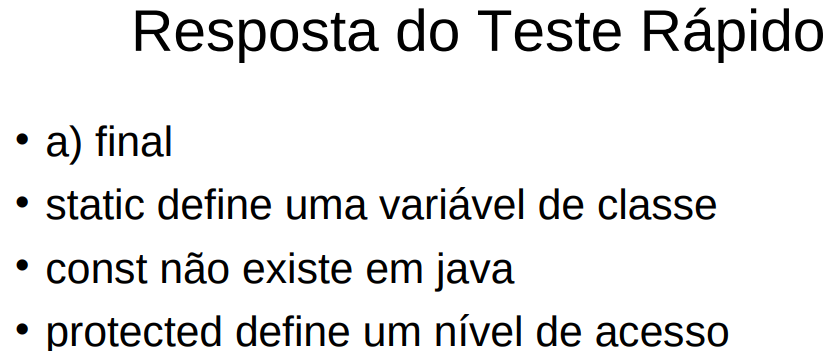 Resposta do Teste Rápido
• a) final
• static define uma variável de classe
• const não existe em java
• protected define um nível de acesso